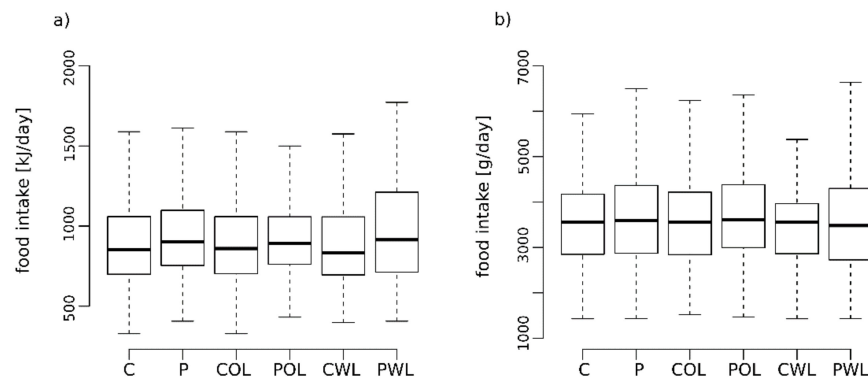 a)
food intake [kJ/day]
2000
1500
1000
500
C P COL POL CWL PWL
b)
food intake [g/day]
7000
5000
3000
1000
C P COL POL CWL PWL